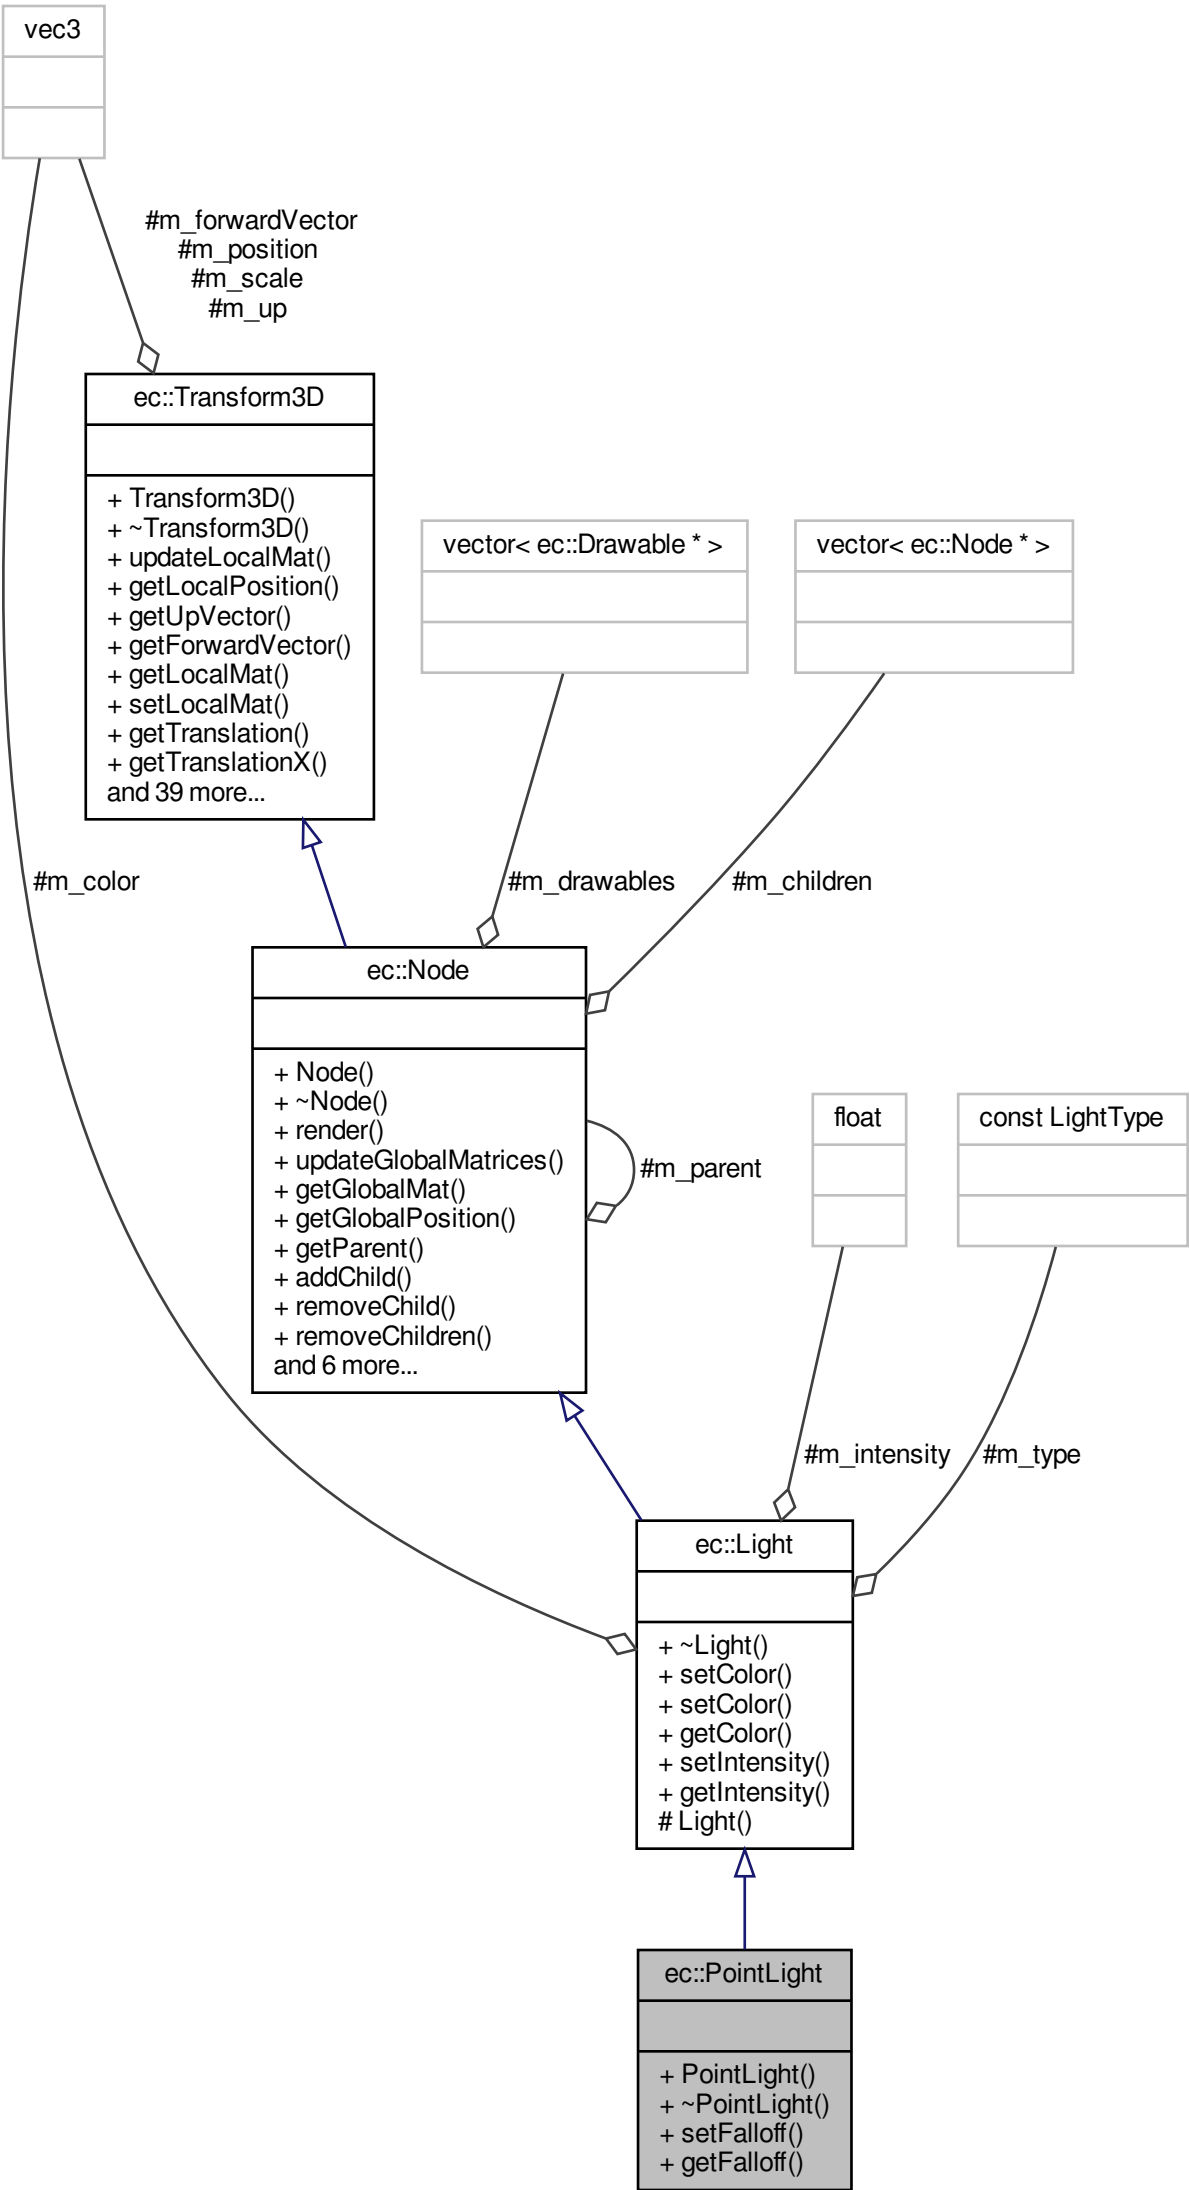 vec3
#m_forwardVector
#m_position
#m_scale
#m_up
ec::Transform3D
+ Transform3D()
+ ~Transform3D()
+ updateLocalMat()
+ getLocalPosition()
+ getUpVector()
+ getForwardVector()
+ getLocalMat()
+ setLocalMat()
+ getTranslation()
+ getTranslationX()
and 39 more...
vector< ec::Drawable * >
vector< ec::Node * >
#m_color
#m_drawables
#m_children
ec::Node
+ Node()
+ ~Node()
+ render()
+ updateGlobalMatrices()
+ getGlobalMat()
+ getGlobalPosition()
+ getParent()
+ addChild()
+ removeChild()
+ removeChildren()
and 6 more...
#m_parent
float
const LightType
#m_intensity
#m_type
ec::Light
+ ~Light()
+ setColor()
+ setColor()
+ getColor()
+ setIntensity()
+ getIntensity()
# Light()
ec::PointLight
+ PointLight()
+ ~PointLight()
+ setFalloff()
+ getFalloff()